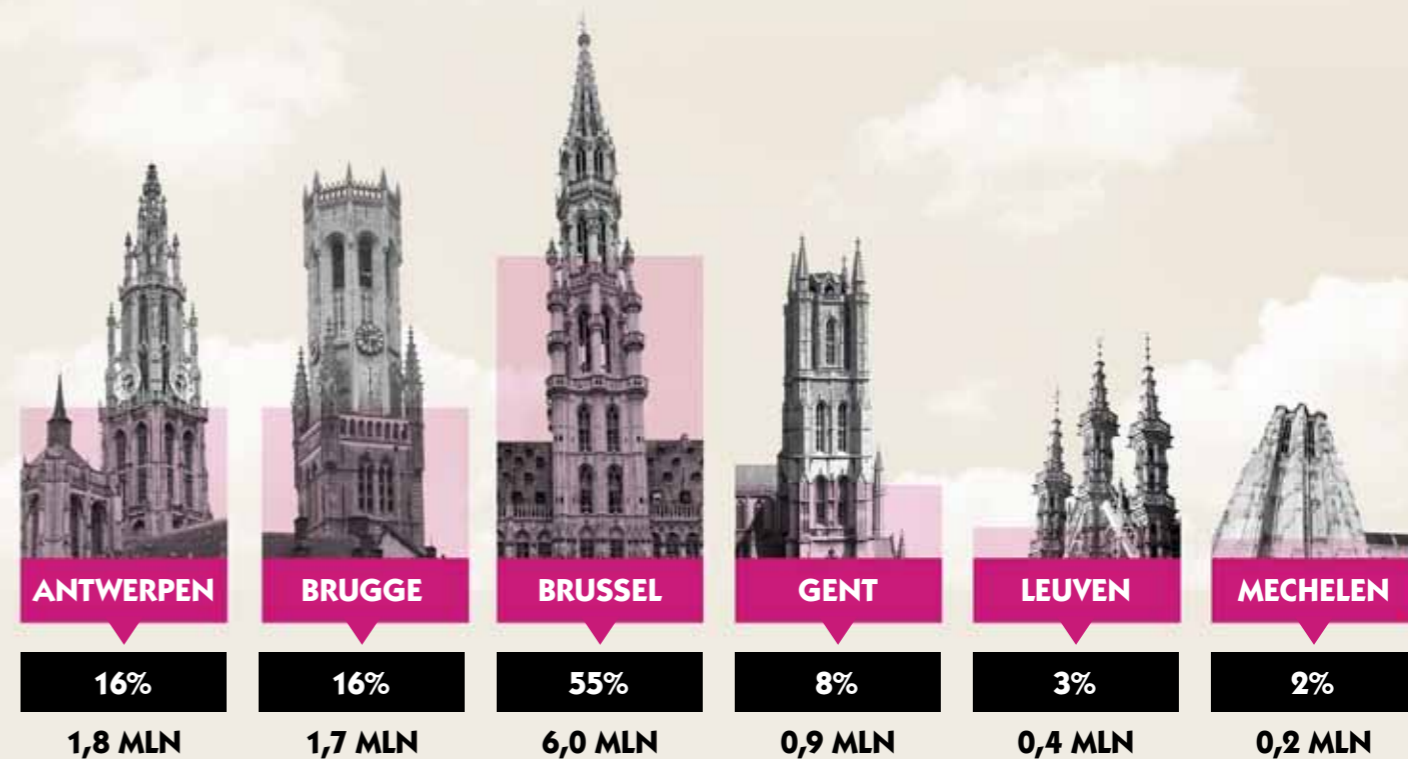 ANTWERPEN BRUGGE BRUSSEL GENT LEUVEN MECHELEN
16% 16% 55% 8% 3% 2%
1,8 MLN 1,7 MLN 6,0 MLN 0,9 MLN 0,4 MLN 0,2 MLN